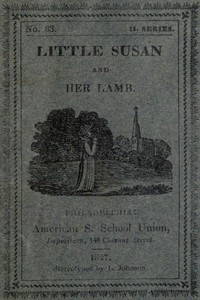 No. 83. II. SERIES.
LITTLE SUSAN
AND
HER LAMB.
PHILADELPHIA:
American S. School Union,
Depository, 148 Chesnut Street.
1827.
Stereotyped by L. Johnson.